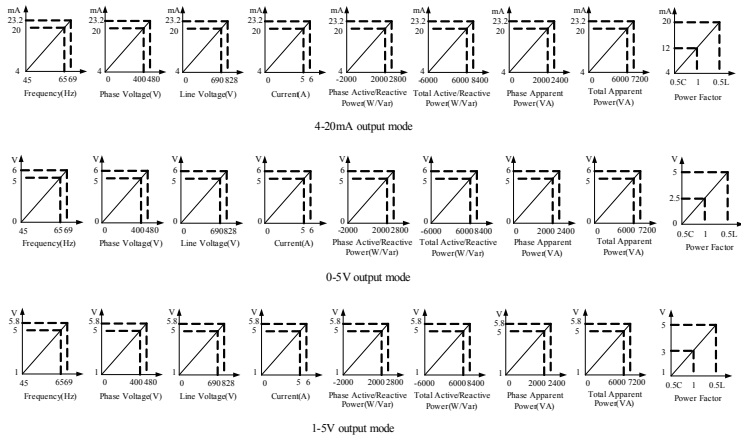 mA mA mA mA mA mA mA mA mA
23.2 23.2 23.2 23.2 23.2 23.2 23.2 23.2 20
20 20 20 20 20 20 20 20 12
4 4 4 4 4 4 4 4 4
45 65 69 0 400 480 0 690 828 0 5 6 -2000 2000 2800 -6000 6000 8400 0 2000 2400 0 6000 7200 0.5C 1 0.5L
Frequency(Hz) Phase Voltage(V) Line Voltage(V) Current(A) Phase Active/Reactive Total Active/Reactive Phase Apparent Total Apparent Power Factor
Power(W/Var) Power(W/Var) Power(VA) Power(VA)
4-20mA output mode
V V V V V V V V V
6 6 6 6 6 6 6 6 5
5 5 5 5 5 5 5 5 2.5
0 0 0 0 0 0 0 0 0
45 65 69 0 400 480 0 690 828 0 5 6 -2000 2000 2800 -6000 6000 8400 0 2000 2400 0 6000 7200 0.5C 1 0.5L
Frequency(Hz) Phase Voltage(V) Line Voltage(V) Current(A) Phase Active/Reactive Total Active/Reactive Phase Apparent Total Apparent Power Factor
Power(W/Var) Power(W/Var) Power(VA) Power(VA)
0-5V output mode
V V V V V V V V V
5.8 5.8 5.8 5.8 5.8 5.8 5.8 5.8 5
5 5 5 5 5 5 5 5 3
1 1 1 1 1 1 1 1 1
45 65 69 0 400 480 0 690 828 0 5 6 -2000 2000 2800 -6000 6000 8400 0 2000 2400 0 6000 7200 0.5C 1 0.5L
Frequency(Hz) Phase Voltage(V) Line Voltage(V) Current(A) Phase Active/Reactive Total Active/Reactive Phase Apparent Total Apparent Power Factor
Power(W/Var) Power(W/Var) Power(VA) Power(VA)
1-5V output mode